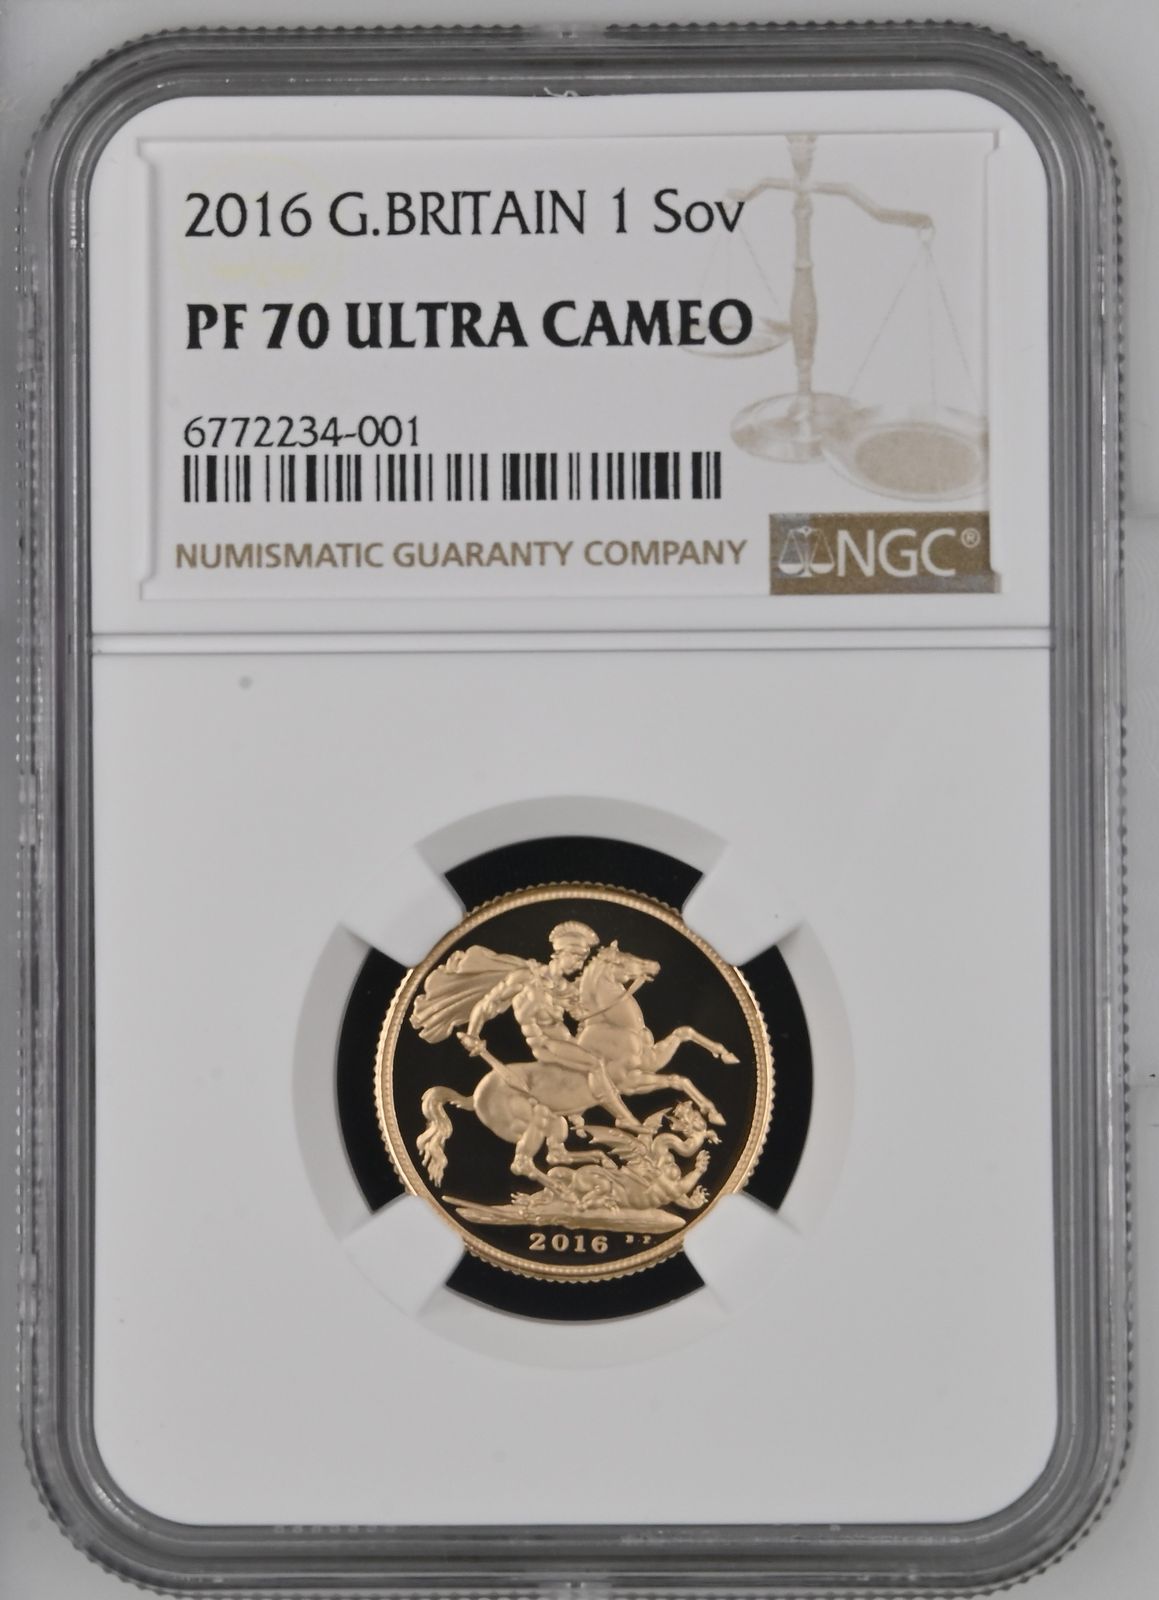 2016 G.BRITAIN 1 Sov
PF 70 ULTRA CAMEO
6772234-001
NUMISMATIC GUARANTY COMPANY
NGC®
2016